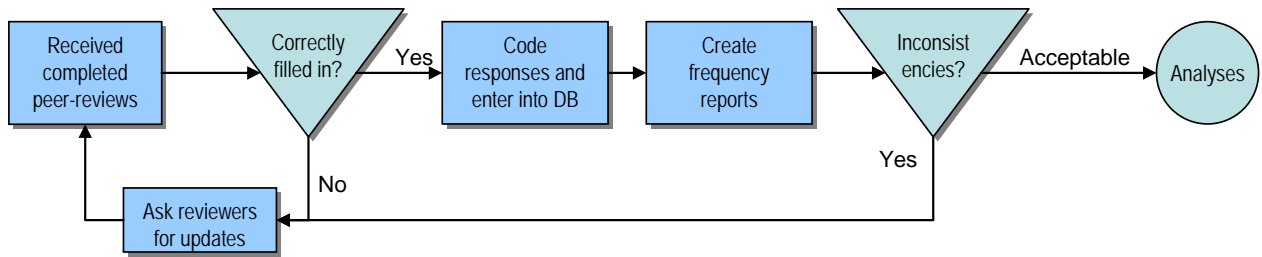 Received
completed
peer-reviews
Correctly
filled in?
Yes
Code
responses and
enter into DB
Create
frequency
reports
Inconsist
encies?
Acceptable
Analyses
Yes
No
Ask reviewers
for updates